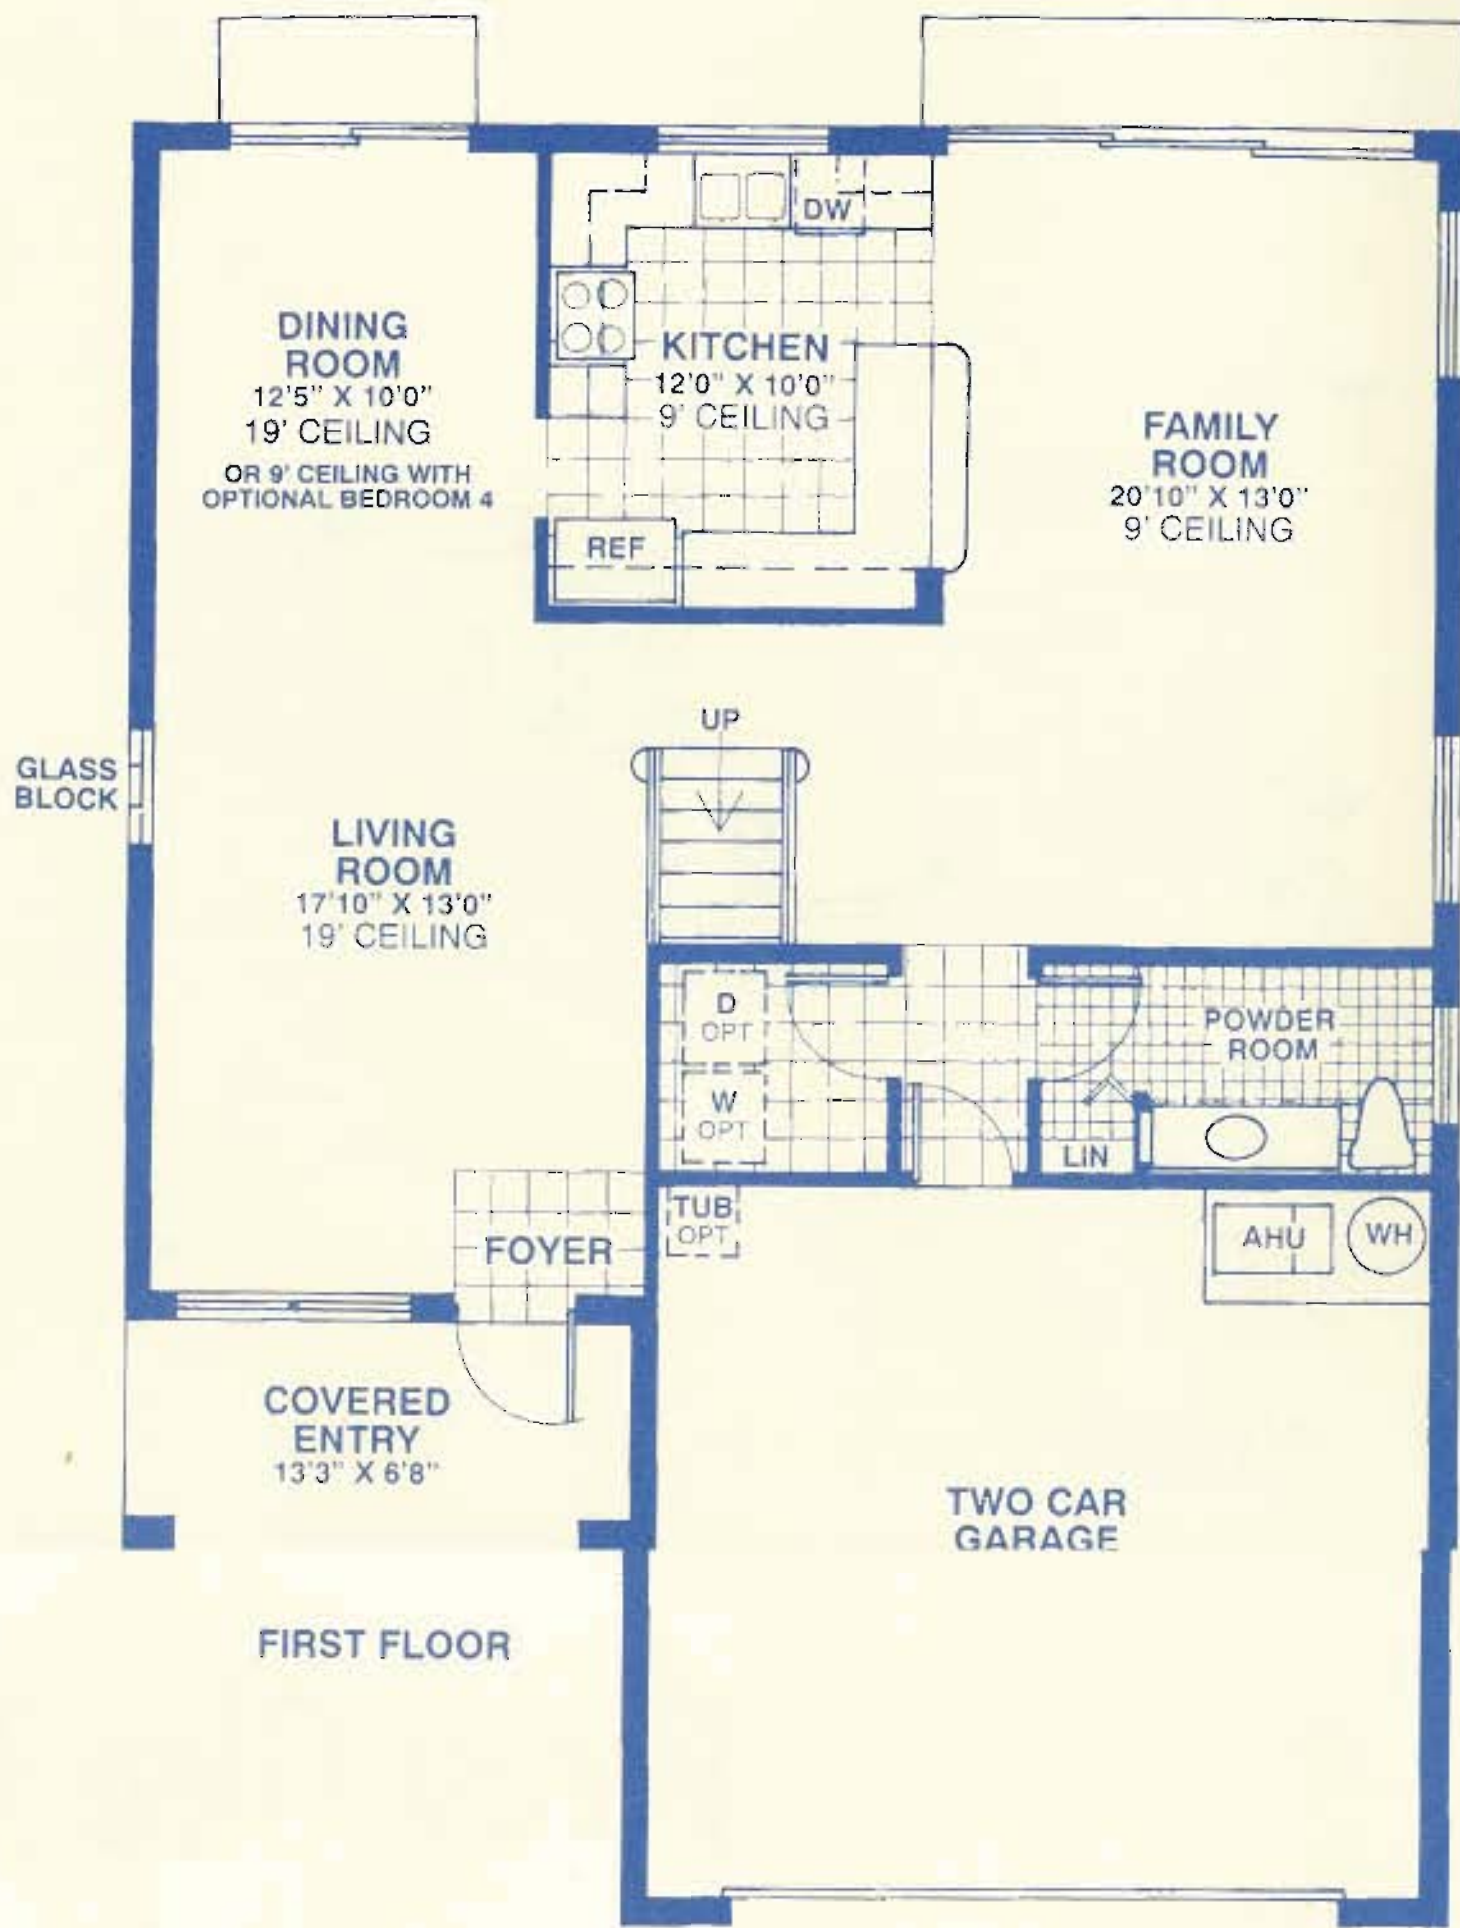 DINING
ROOM
12'5" X 10'0"
19' CEILING
OR 9' CEILING WITH
OPTIONAL BEDROOM 4
DW
KITCHEN
12'0" X 10'0"
9' CEILING
REF
FAMILY
ROOM
20'10" X 13'0"
9' CEILING
UP
GLASS
BLOCK
LIVING
ROOM
17'10" X 13'0"
19' CEILING
D
OPT
W
OPT
POWDER
ROOM
LIN
TUB
OPT
AHU
WH
FOYER
COVERED
ENTRY
13'3" X 6'8"
TWO CAR
GARAGE
FIRST FLOOR